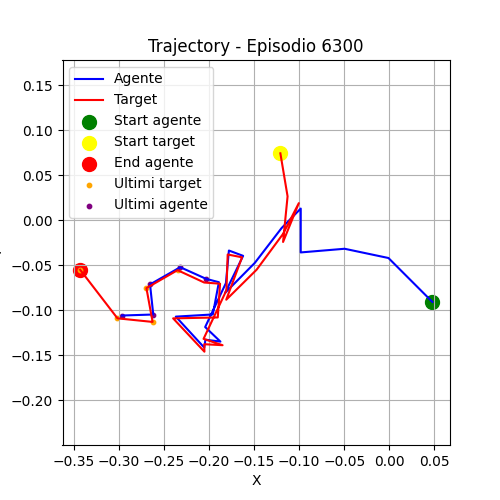 Trajectory - Episodio 6300
Agente
Target
Start agente
Start target
End agente
Ultimi target
Ultimi agente
0.15
0.10
0.05
0.00
−0.05
−0.10
−0.15
−0.20
−0.35 −0.30 −0.25 −0.20 −0.15 −0.10 −0.05 0.00 0.05
X